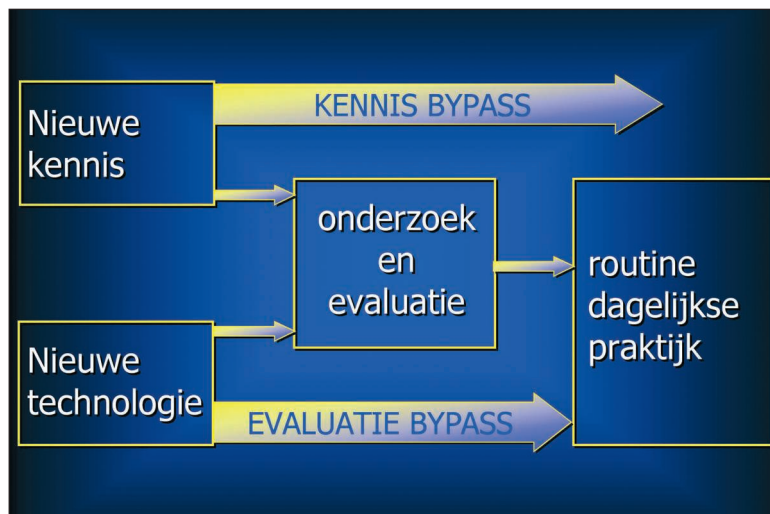 KENNIS BYPASS
Nieuwe
kennis
onderzoek
en
evaluatie
routine
dagelijkse
praktijk
Nieuwe
technologie
EVALUATIE BYPASS